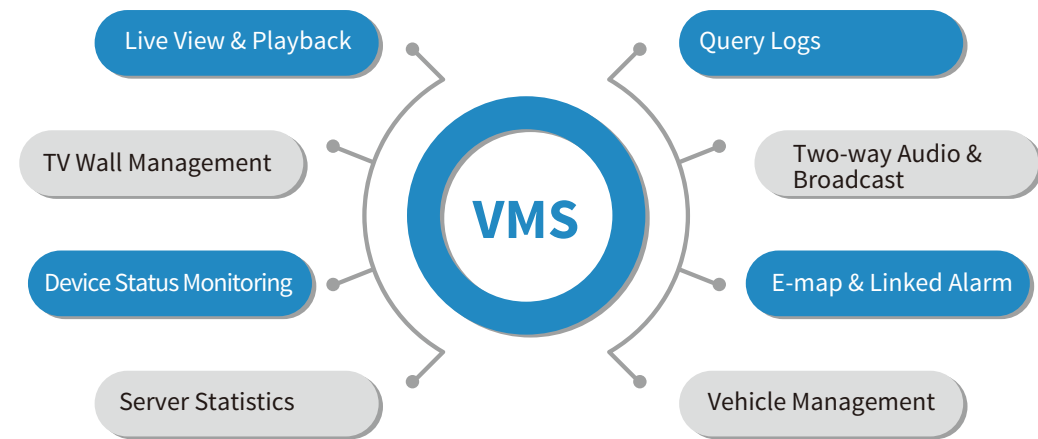 Live View & Playback
Query Logs
TV Wall Management
Two-way Audio &
Broadcast
VMS
Device Status Monitoring
E-map & Linked Alarm
Server Statistics
Vehicle Management